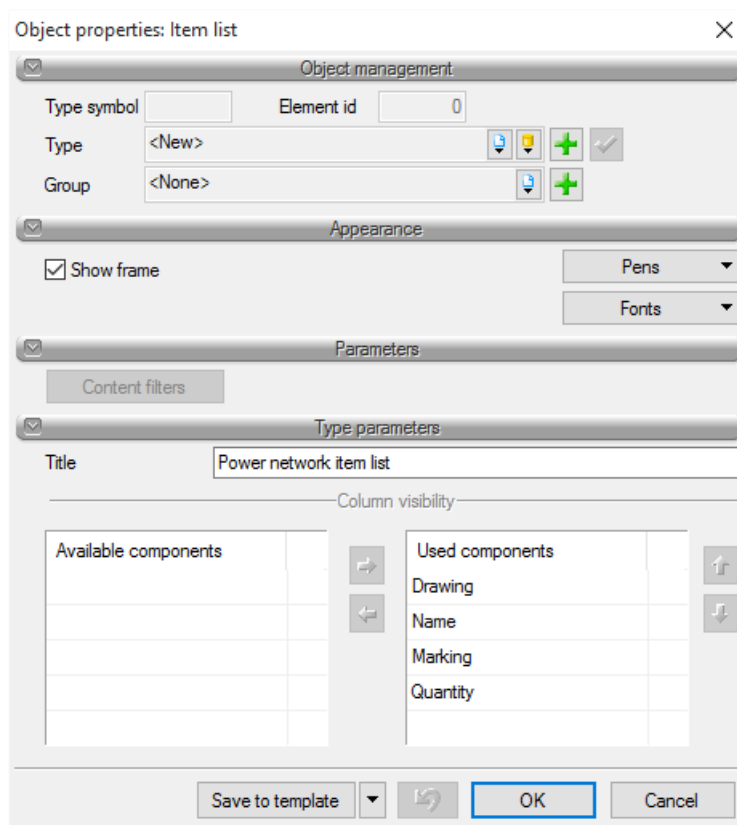 Object properties: Item list
Object management
Type symbol Element id 0
Type <New>
Group <None>
Appearance
Show frame Pens
Fonts
Parameters
Content filters
Type parameters
Title Power network item list
Column visibility
Available components Used components
Drawing
Name
Marking
Quantity
Save to template OK Cancel